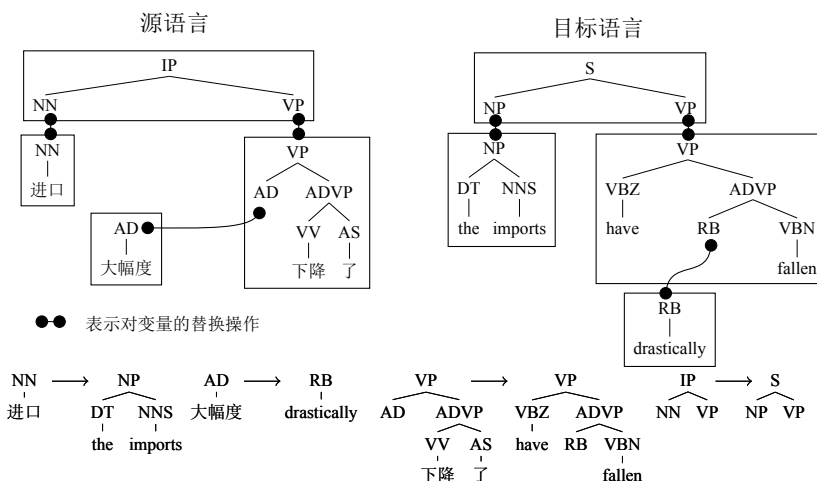 源语言 目标语言
IP S
NN VP NP VP
NN VP NP VP
进口 AD ADVP DT NNS VBZ ADVP
AD VV AS the imports have RB VBN
大幅度 下降 了 fallen
RB
表示对变量的替换操作
drastically
NN NP AD RB VP VP IP S
进口 DT NNS 大幅度 drastically AD ADVP VBZ ADVP NN VP NP VP
the imports VV AS have RB VBN
下降 了 fallen